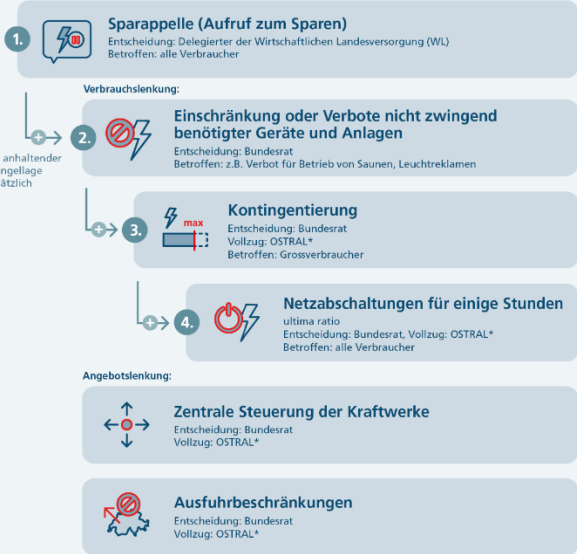 1.
Sparappelle (Aufruf zum Sparen)
Entscheidung: Delegierter der Wirtschaftlichen Landesversorgung (WL)
Betroffen: alle Verbraucher
Verbrauchslenkung:
anhaltender
2.
Einschränkung oder Verbote nicht zwingend
benötigter Geräte und Anlagen
Entscheidung: Bundesrat
Betroffen: z.B. Verbot für Betrieb von Saunen, Leuchtreklamen
3.
max
Kontingentierung
Entscheidung: Bundesrat
Vollzug: OSTRAL*
Betroffen: Grossverbraucher
4.
Netzabschaltungen für einige Stunden
ultima ratio
Entscheidung: Bundesrat, Vollzug: OSTRAL*
Betroffen: alle Verbraucher
Angebotslenkung:
Zentrale Steuerung der Kraftwerke
Entscheidung: Bundesrat
Vollzug: OSTRAL*
Ausfuhrbeschränkungen
Entscheidung: Bundesrat
Vollzug: OSTRAL*